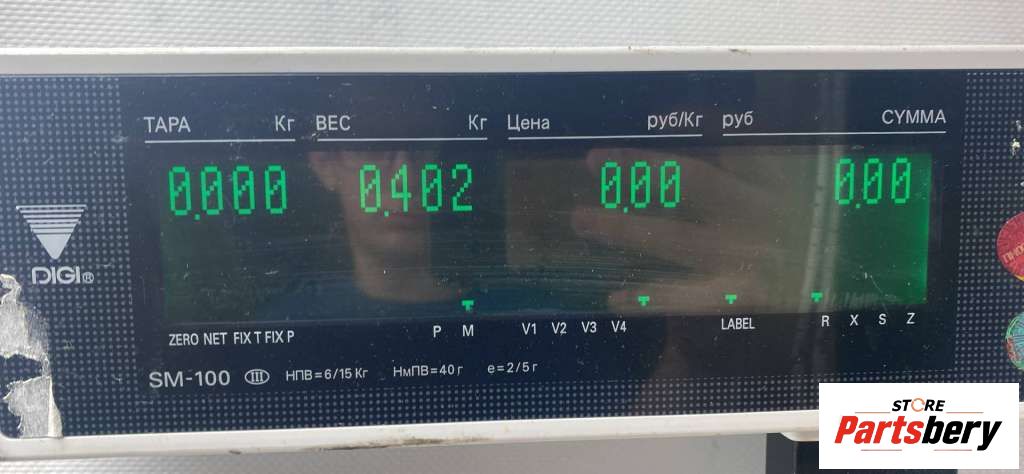 ТАРА Кг ВЕС Кг Цена руб/Кг руб СУММА
0.000 0.402 0.00 0.00
DIGI®
ZERO NET FIX T FIX P P M V1 V2 V3 V4 LABEL R X S Z
SM-100 III НПВ=6/15 Кг НмПВ=40 г e=2/5 г
STORE
Partsbery